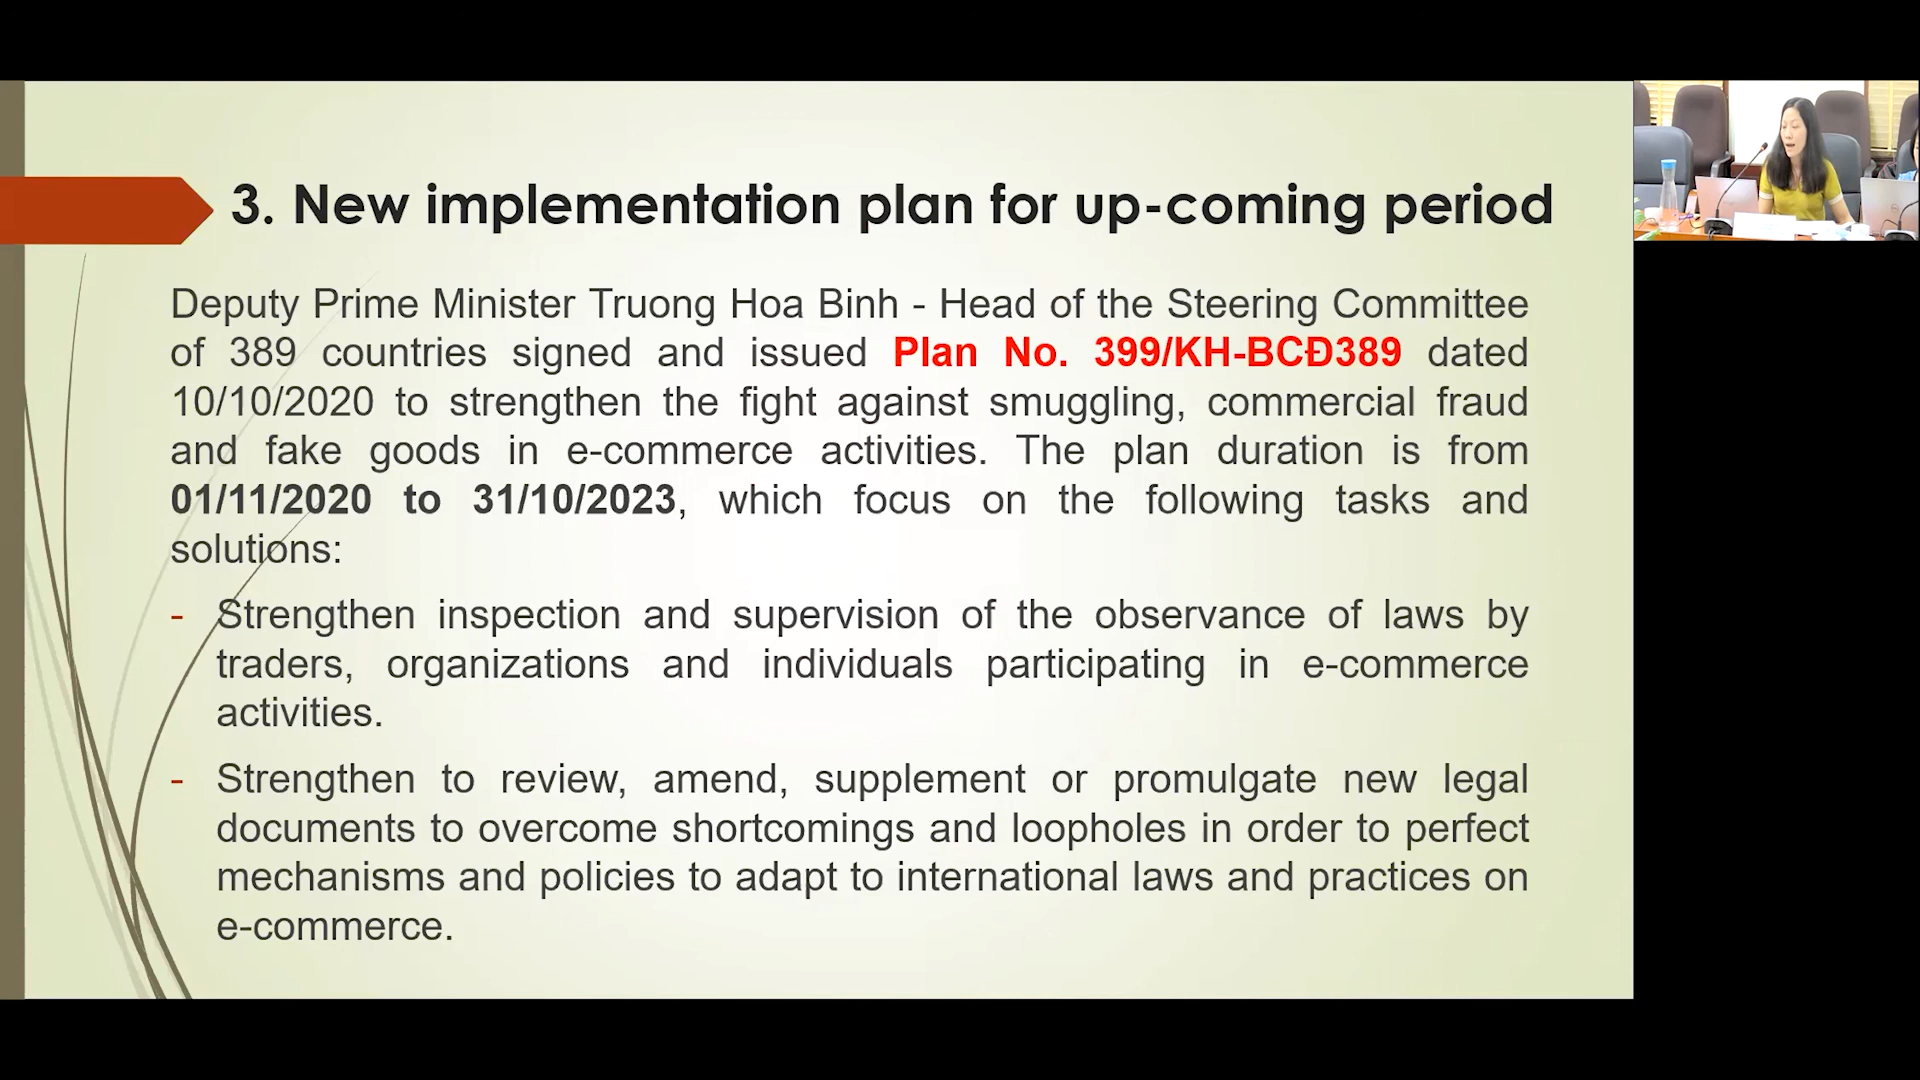 3. New implementation plan for up-coming period
Deputy Prime Minister Truong Hoa Binh - Head of the Steering Committee
of 389 countries signed and issued Plan No. 399/KH-BCĐ389 dated
10/10/2020 to strengthen the fight against smuggling, commercial fraud
and fake goods in e-commerce activities. The plan duration is from
01/11/2020 to 31/10/2023, which focus on the following tasks and
solutions:
- Strengthen inspection and supervision of the observance of laws by
traders, organizations and individuals participating in e-commerce
activities.
- Strengthen to review, amend, supplement or promulgate new legal
documents to overcome shortcomings and loopholes in order to perfect
mechanisms and policies to adapt to international laws and practices on
e-commerce.